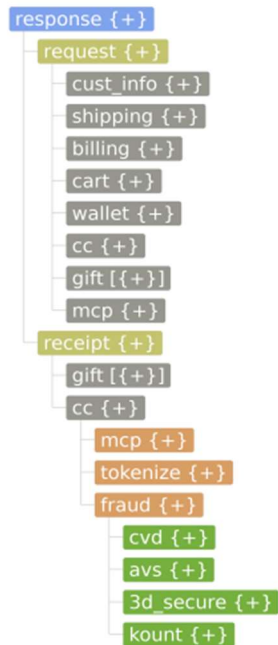 response {+}
request {+}
cust_info {+}
shipping {+}
billing {+}
cart {+}
wallet {+}
cc {+}
gift [{+}]
mcp {+}
receipt {+}
gift [{+}]
cc {+}
mcp {+}
tokenize {+}
fraud {+}
cvd {+}
avs {+}
3d_secure {+}
kount {+}